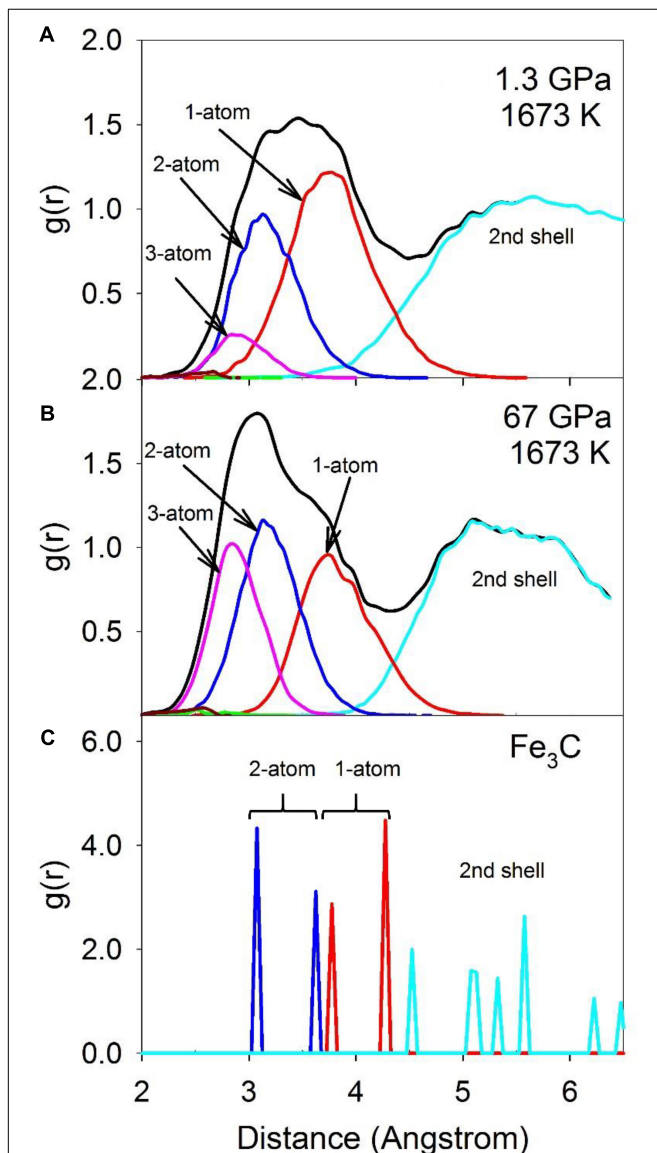 A
2.0
1.5
1.0
0.5
2.0
g(r)
1.3 GPa
1673 K
1-atom
2-atom
3-atom
2nd shell
B
1.5
1.0
0.5
g(r)
67 GPa
1673 K
2-atom
1-atom
3-atom
2nd shell
C
6.0
4.0
2.0
0.0
g(r)
Fe₃C
2-atom 1-atom
2nd shell
2 3 4 5 6
Distance (Angstrom)